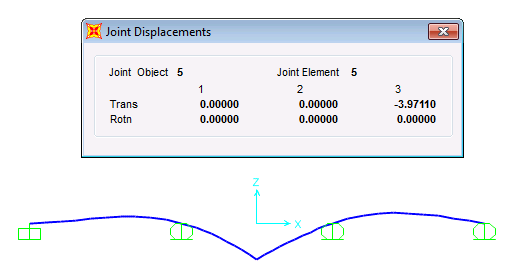 Joint Displacements
Joint Object 5 Joint Element 5
1 2 3
Trans 0.00000 0.00000 -3.97110
Rotn 0.00000 0.00000 0.00000
Z
X